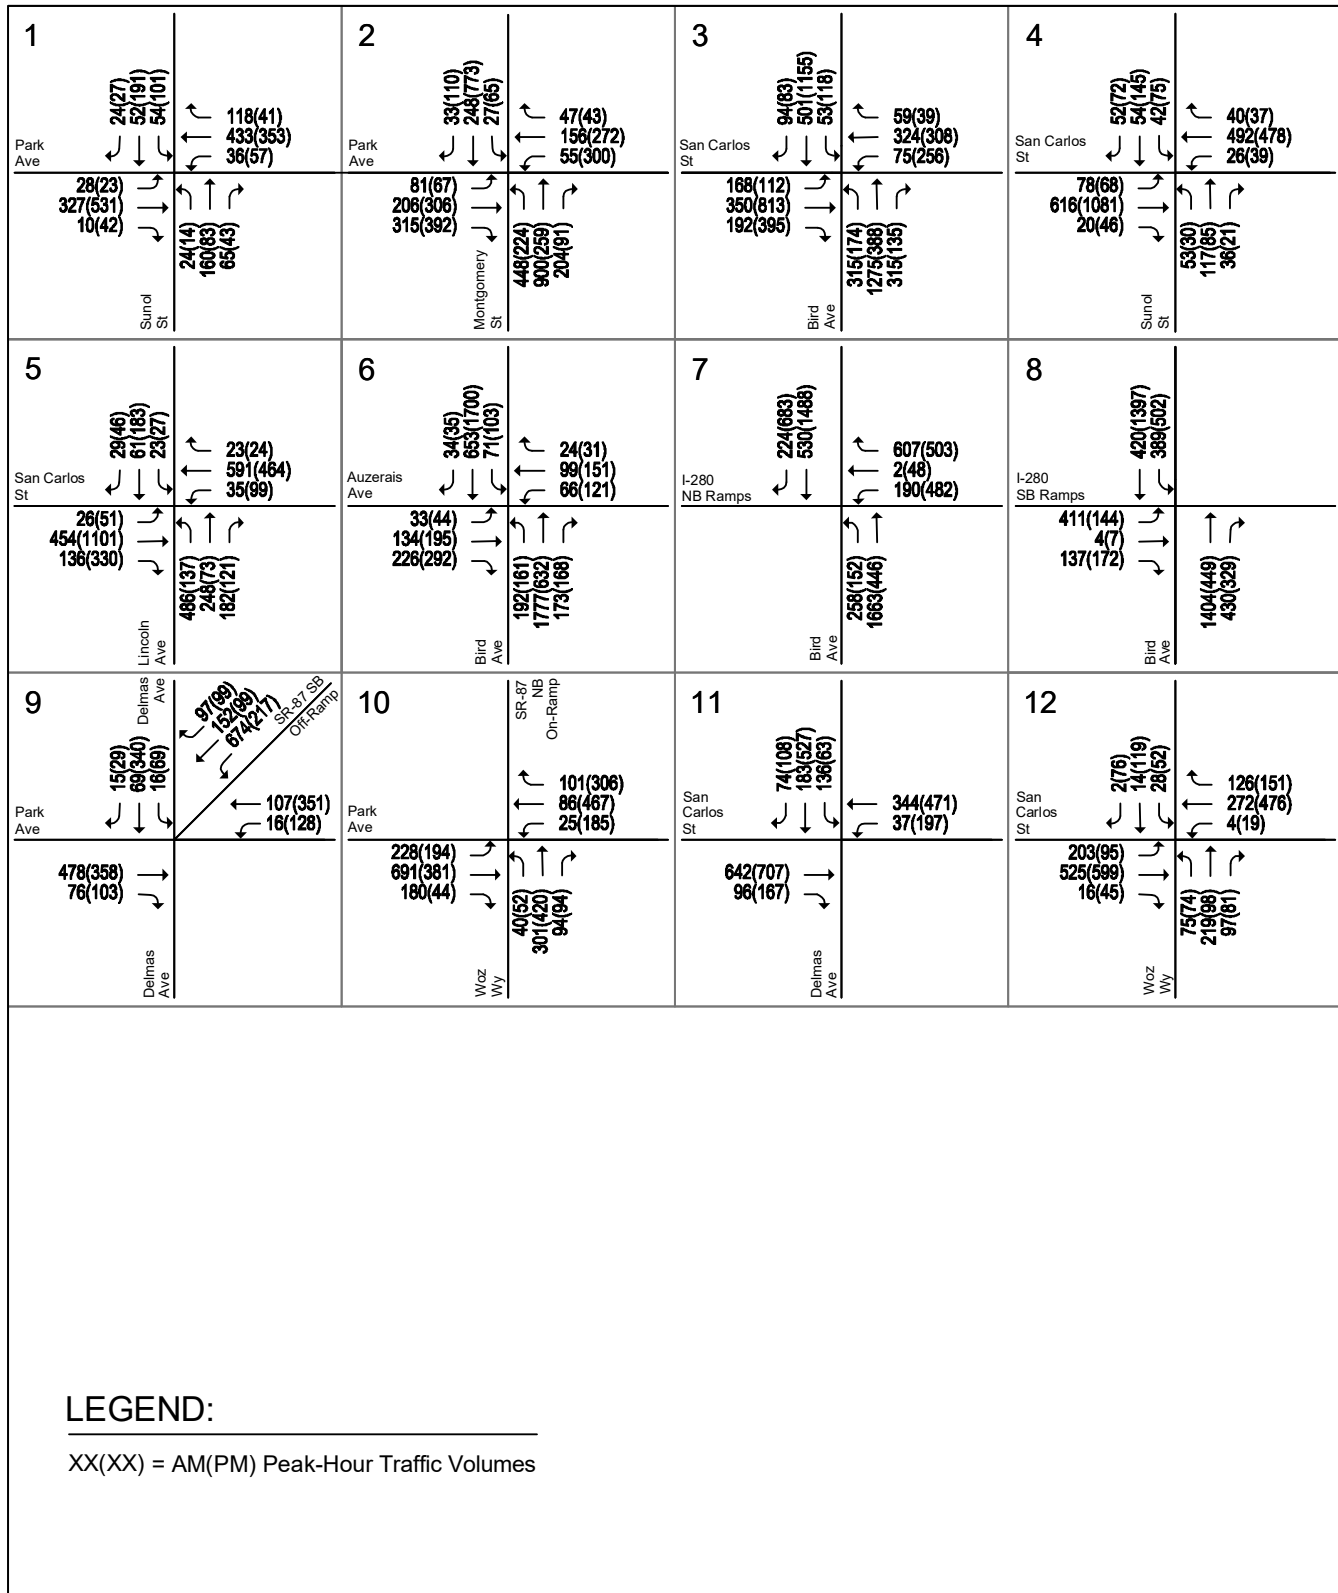 1
24(27)
52(191)
54(101)
118(41)
433(353)
36(57)
Park
Ave
28(23)
327(531)
10(42)
24(14)
160(83)
65(43)
Sunol
St
2
33(110)
248(773)
27(65)
47(43)
156(272)
55(300)
Park
Ave
81(67)
206(306)
315(392)
448(224)
900(259)
204(91)
Montgomery
St
3
94(83)
501(1155)
53(118)
59(39)
324(308)
75(256)
San Carlos
St
168(112)
350(813)
192(395)
315(174)
1275(388)
315(135)
Bird
Ave
4
52(72)
54(145)
42(75)
40(37)
492(478)
26(39)
San Carlos
St
78(68)
616(1081)
20(46)
53(30)
117(85)
36(21)
Sunol
St
5
29(46)
61(183)
23(27)
23(24)
591(464)
35(99)
San Carlos
St
26(51)
454(1101)
136(330)
486(137)
248(73)
182(121)
Lincoln
Ave
6
34(35)
653(1700)
71(103)
24(31)
99(151)
66(121)
Auzerais
Ave
33(44)
134(195)
226(292)
192(161)
1777(632)
173(168)
Bird
Ave
7
224(683)
530(1488)
607(503)
2(48)
190(482)
I-280
NB Ramps
258(152)
1663(446)
Bird
Ave
8
420(1397)
389(502)
I-280
SB Ramps
411(144)
4(7)
137(172)
1404(449)
430(329)
Bird
Ave
9
Delmas
Ave
97(99)
152(99)
674(217)
SR-87 SB
Off-Ramp
15(29)
69(340)
16(69)
107(351)
16(128)
Park
Ave
478(358)
76(103)
Delmas
Ave
10
SR-87
NB
On-Ramp
101(306)
86(467)
25(185)
Park
Ave
228(194)
691(381)
180(44)
40(52)
301(420)
94(94)
Woz
Wy
11
74(108)
183(527)
136(63)
344(471)
37(197)
San
Carlos
St
642(707)
96(167)
Delmas
Ave
12
2(76)
14(119)
28(52)
126(151)
272(476)
4(19)
San
Carlos
St
203(95)
525(599)
16(45)
75(74)
219(98)
97(81)
Woz
Wy
LEGEND:
XX(XX) = AM(PM) Peak-Hour Traffic Volumes